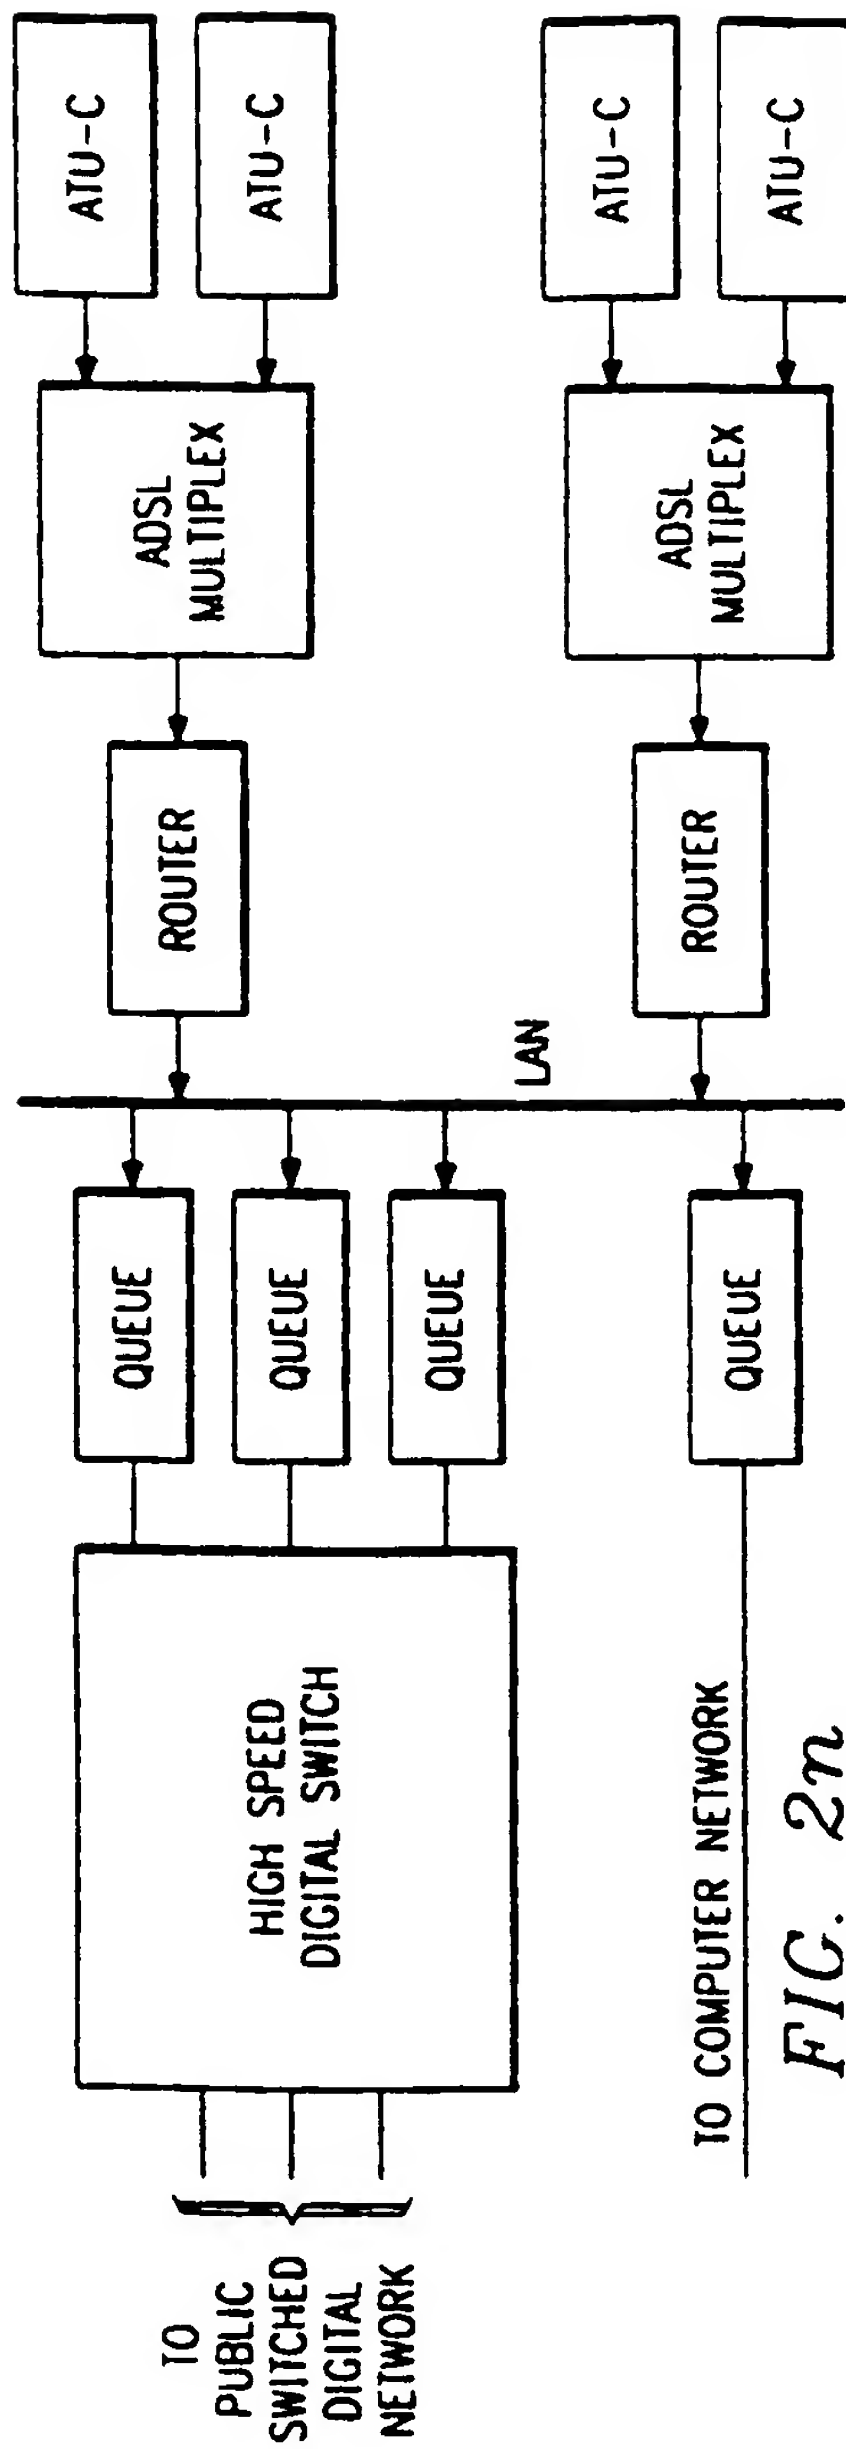 TO
PUBLIC
SWITCHED
DIGITAL
NETWORK
HIGH SPEED
DIGITAL SWITCH
QUEUE
QUEUE
QUEUE
QUEUE
LAN
ROUTER
ROUTER
ADSL
MULTIPLEX
ADSL
MULTIPLEX
ATU-C
ATU-C
ATU-C
ATU-C
TO COMPUTER NETWORK
FIG. 2n